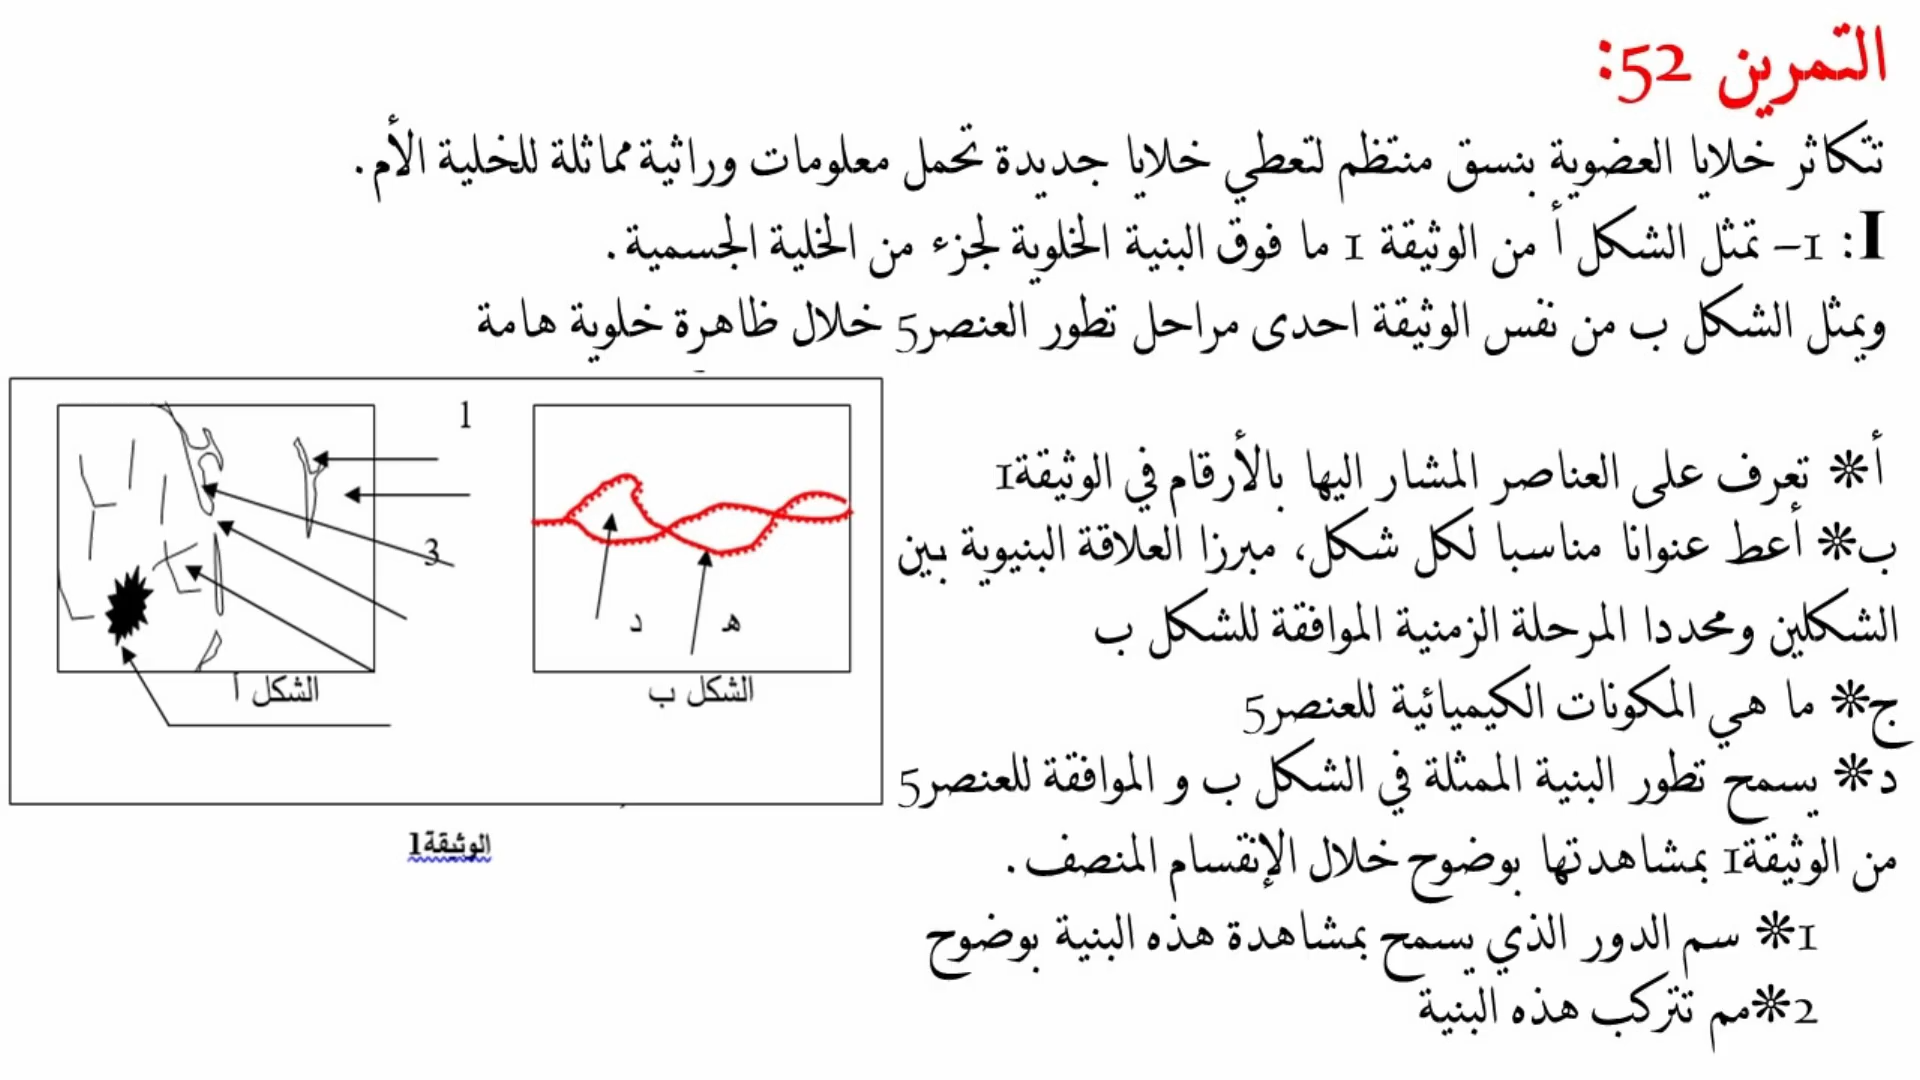 التمرين 52:
تتكاثر خلايا العضوية بنسق منتظم لتعطي خلايا جديدة تحمل معلومات وراثية مماثلة للخلية الأم.
I: 1– تمثل الشكل أ من الوثيقة 1 ما فوق البنية الخلوية لجزء من الخلية الجسمية.
ويمثل الشكل ب من نفس الوثيقة احدى مراحل تطور العنصر5 خلال ظاهرة خلوية هامة
أ❊ تعرف على العناصر المشار اليها بالأرقام في الوثيقة1
ب❊ أعط عنوانا مناسبا لكل شكل، مبرزا العلاقة البنيوية بين
الشكلين ومحددا المرحلة الزمنية الموافقة للشكل ب
ج❊ ما هي المكونات الكيميائية للعنصر5
د❊ يسمح تطور البنية الممثلة في الشكل ب و الموافقة للعنصر5
من الوثيقة1 بمشاهدتها بوضوح خلال الإنقسام المنصف.
1❊ سم الدور الذي يسمح بمشاهدة هذه البنية بوضوح
2❊مم تتركب هذه البنية
1
3
د
هـ
الشكل أ
الشكل ب
الوثيقة1